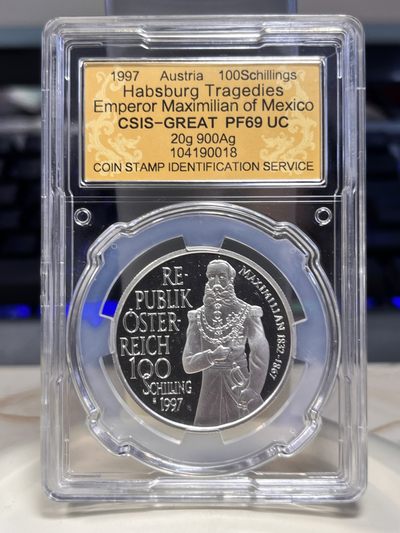 1997 Austria 100Schillings
Habsburg Tragedies
Emperor Maximilian of Mexico
CSIS-GREAT PF69 UC
20g 900Ag
104190018
COIN STAMP IDENTIFICATION SERVICE
RE-
PUBLIK
ÖSTER-
REICH
100
SCHILLING
1997
MAXIMILIAN 1832-1867